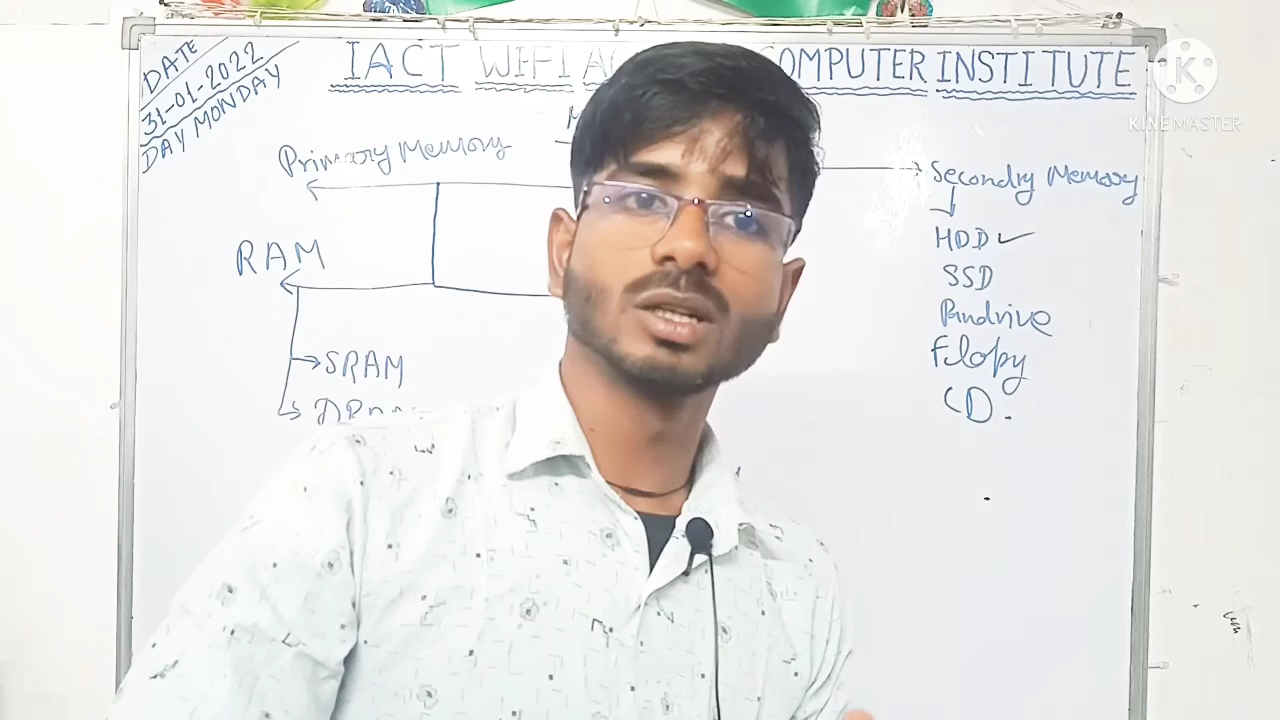 DATE
31-01-2022
DAY MONDAY
IACT WIFI COMPUTER INSTITUTE
KINEMASTER
Primary Memory
Secondry Memory
RAM
HDD ✓
SSD
Pendrive
Flopy
SRAM
CD.